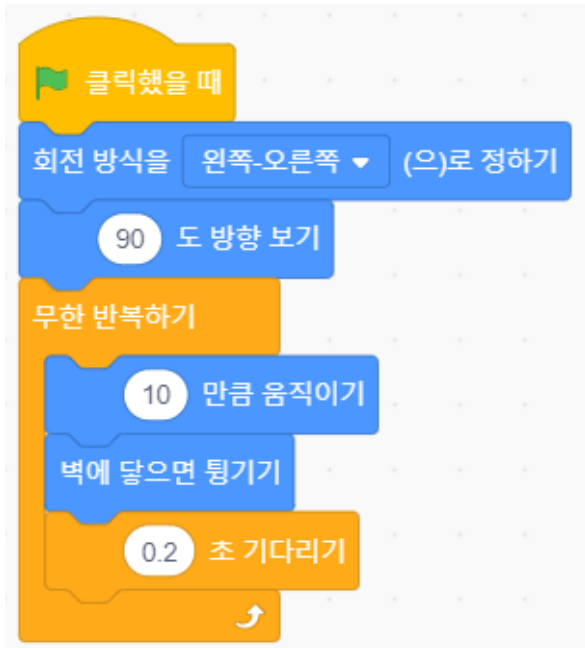 클릭했을 때
회전 방식을 왼쪽-오른쪽 (으)로 정하기
90 도 방향 보기
무한 반복하기
10 만큼 움직이기
벽에 닿으면 튕기기
0.2 초 기다리기